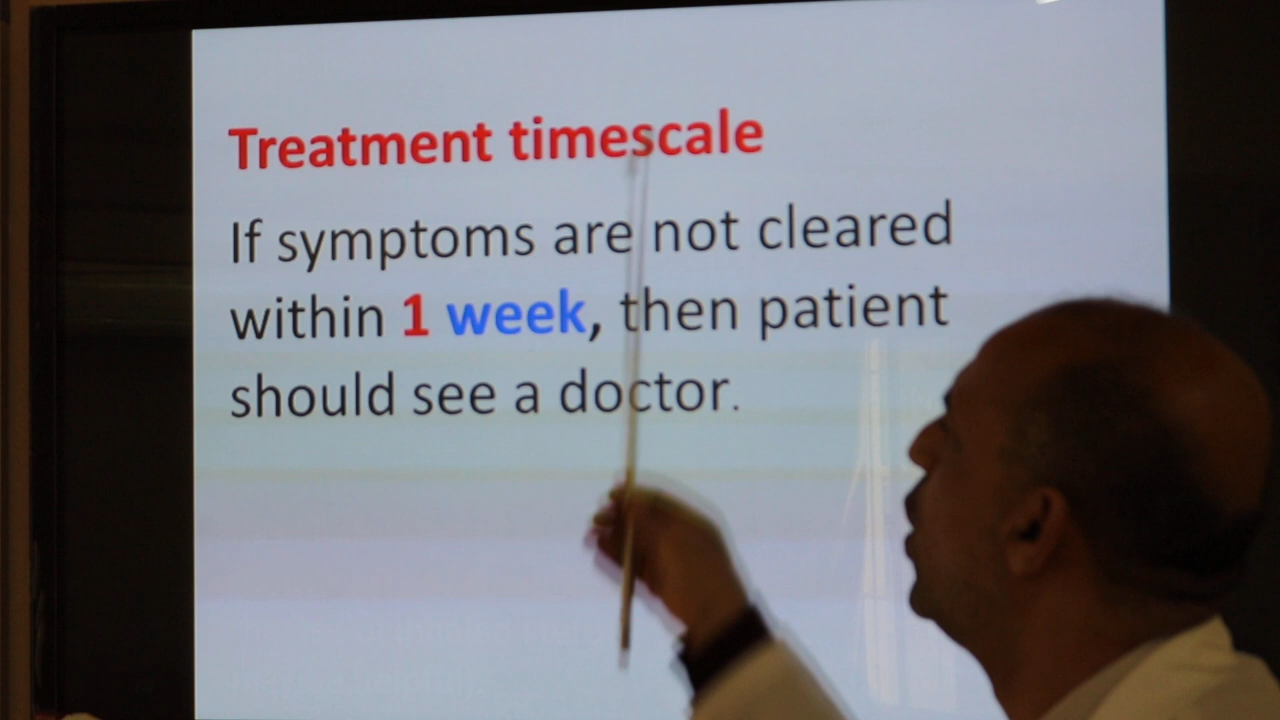 Treatment timescale
If symptoms are not cleared
within 1 week, then patient
should see a doctor.